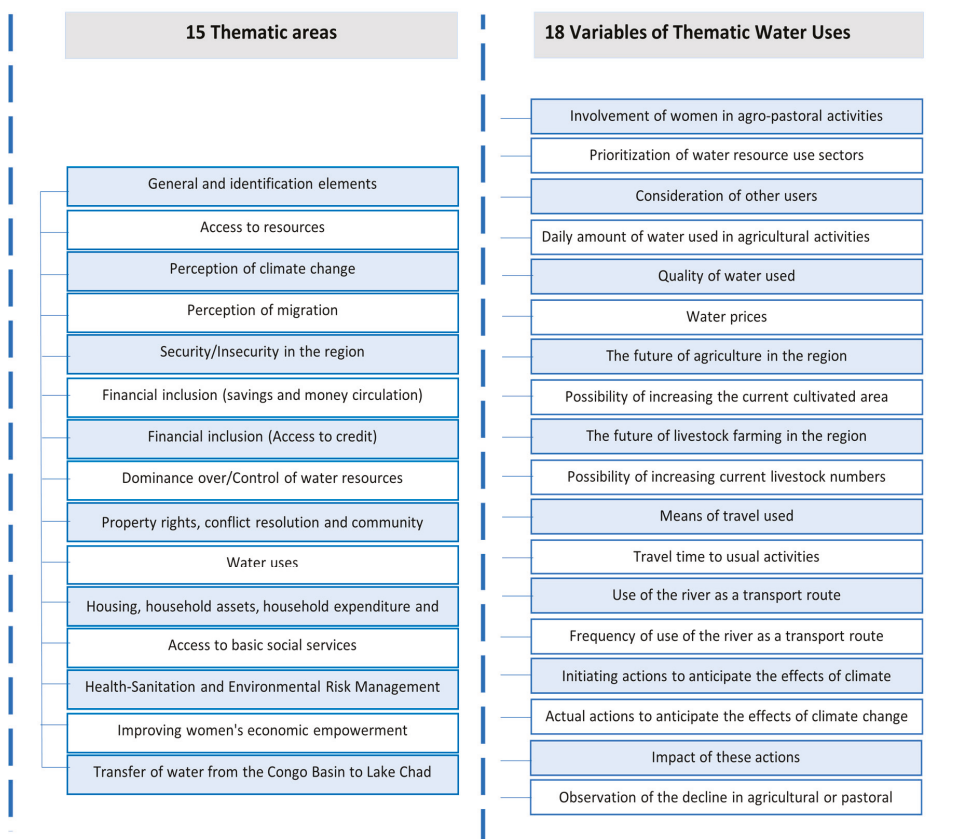 15 Thematic areas
General and identification elements
Access to resources
Perception of climate change
Perception of migration
Security/Insecurity in the region
Financial inclusion (savings and money circulation)
Financial inclusion (Access to credit)
Dominance over/Control of water resources
Property rights, conflict resolution and community
Water uses
Housing, household assets, household expenditure and
Access to basic social services
Health-Sanitation and Environmental Risk Management
Improving women's economic empowerment
Transfer of water from the Congo Basin to Lake Chad
18 Variables of Thematic Water Uses
Involvement of women in agro-pastoral activities
Prioritization of water resource use sectors
Consideration of other users
Daily amount of water used in agricultural activities
Quality of water used
Water prices
The future of agriculture in the region
Possibility of increasing the current cultivated area
The future of livestock farming in the region
Possibility of increasing current livestock numbers
Means of travel used
Travel time to usual activities
Use of the river as a transport route
Frequency of use of the river as a transport route
Initiating actions to anticipate the effects of climate
Actual actions to anticipate the effects of climate change
Impact of these actions
Observation of the decline in agricultural or pastoral